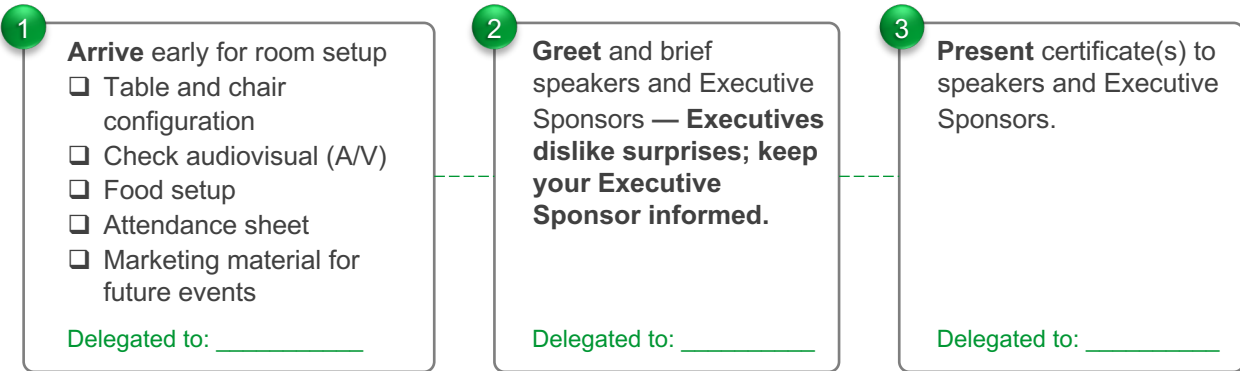 1
Arrive early for room setup
❑ Table and chair
configuration
❑ Check audiovisual (A/V)
❑ Food setup
❑ Attendance sheet
❑ Marketing material for
future events
Delegated to: ___________
2
Greet and brief
speakers and Executive
Sponsors — Executives
dislike surprises; keep
your Executive
Sponsor informed.
Delegated to: __________
3
Present certificate(s) to
speakers and Executive
Sponsors.
Delegated to: __________